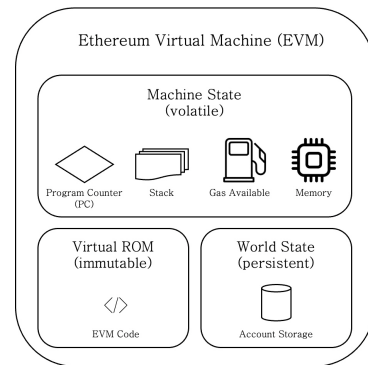 Ethereum Virtual Machine (EVM)
Machine State
(volatile)
Program Counter
(PC)
Stack
Gas Available
Memory
Virtual ROM
(immutable)
</>
EVM Code
World State
(persistent)
Account Storage